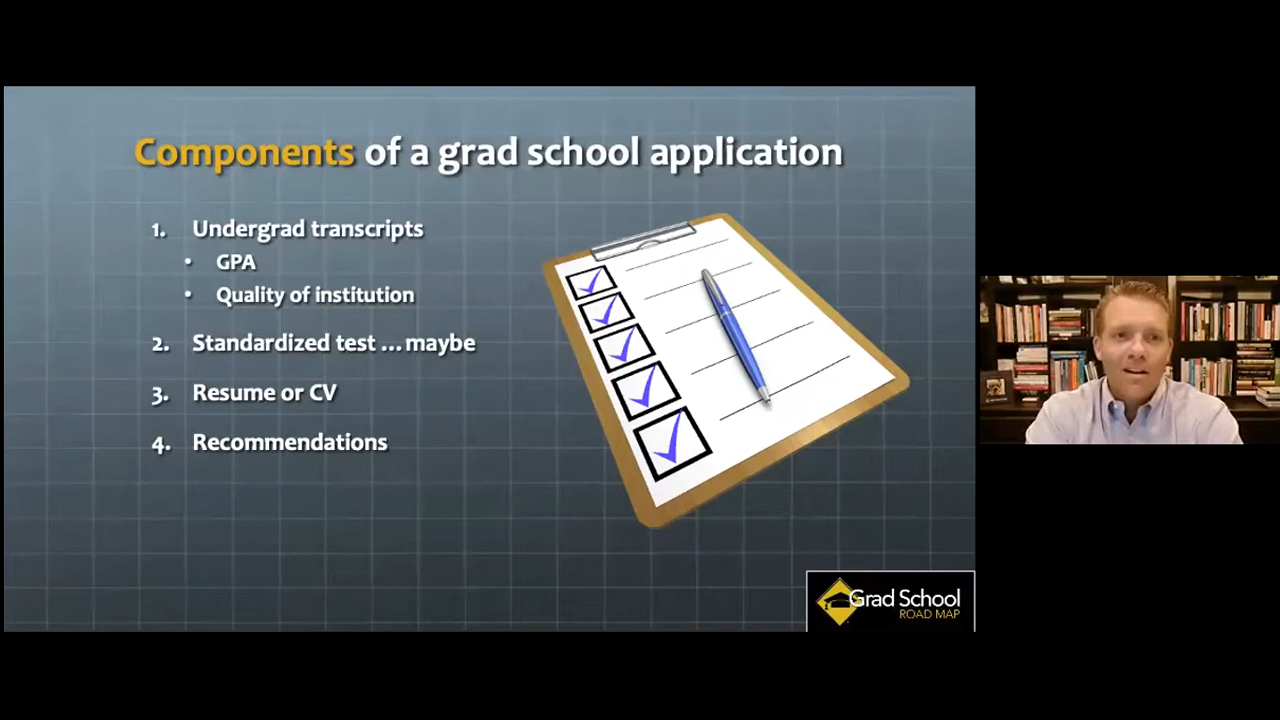 Components of a grad school application
1. Undergrad transcripts
• GPA
• Quality of institution
2. Standardized test ...maybe
3. Resume or CV
4. Recommendations
Grad School
ROAD MAP